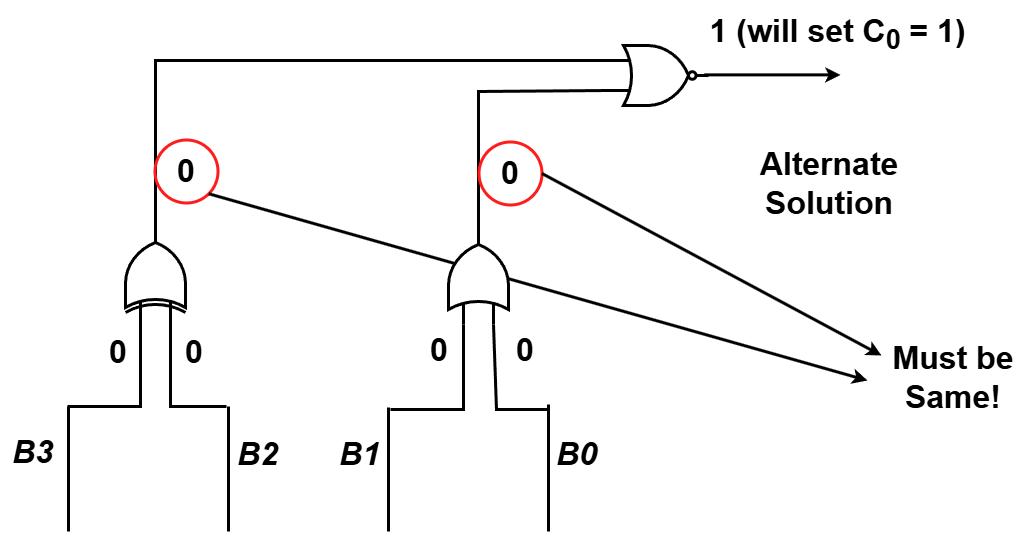 1 (will set C₀ = 1)
0
0
Alternate
Solution
0
0
0
0
Must be
Same!
B3
B2
B1
B0